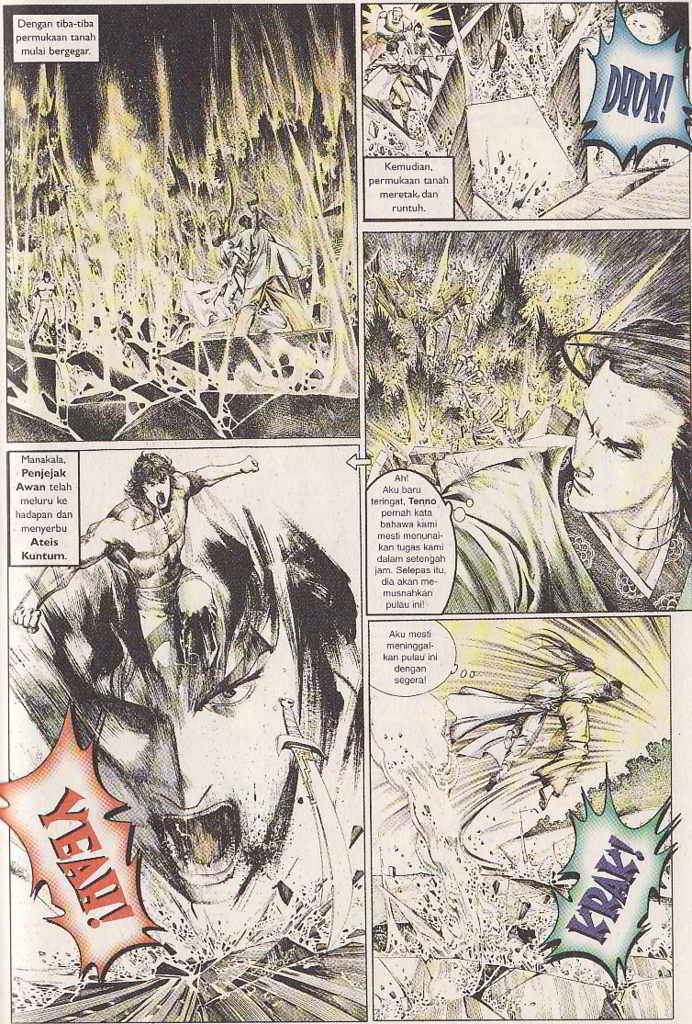 Dengan tiba-tiba
permukaan tanah
mulai bergegar.
DHUM!
Kemudian,
permukaan tanah
meretak dan
runtuh.
Ah!
Aku baru
teringat, Tenno
pernah kata
bahawa kami
mesti menunai-
kan tugas kami
dalam setengah
jam. Selepas itu,
dia akan me-
musnahkan
pulau ini!
Aku mesti
meninggal-
kan pulau ini
dengan
segera!
KRAK!
Manakala,
Penjejak
Awan telah
meluru ke
hadapan dan
menyerbu
Ateis
Kuntum.
YEAH!